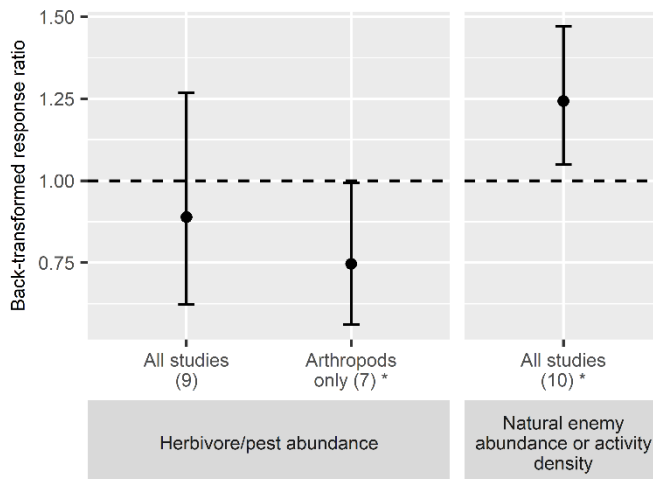 Back-transformed response ratio
1.50
1.25
1.00
0.75
All studies
(9)
Arthropods
only (7) *
All studies
(10) *
Herbivore/pest abundance
Natural enemy
abundance or activity
density